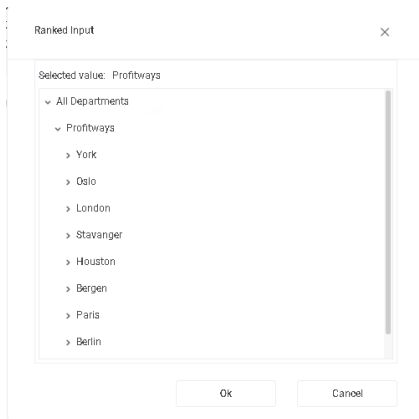 Ranked Input
Selected value: Profitways
All Departments
Profitways
York
Oslo
London
Stavanger
Houston
Bergen
Paris
Berlin
Ok
Cancel